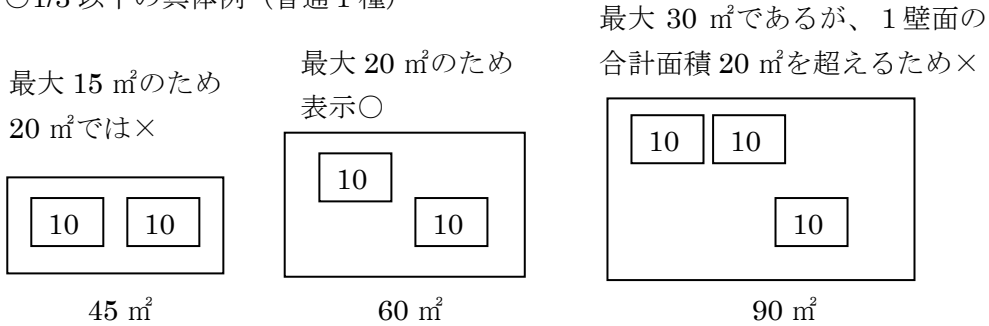 ○1/3 以下の具体例（普通1種）
最大 15 ㎡のため
20 ㎡では×
10
10
45 ㎡
最大 20 ㎡のため
表示○
10
10
60 ㎡
最大 30 ㎡であるが、1壁面の
合計面積 20 ㎡を超えるため×
10
10
10
90 ㎡